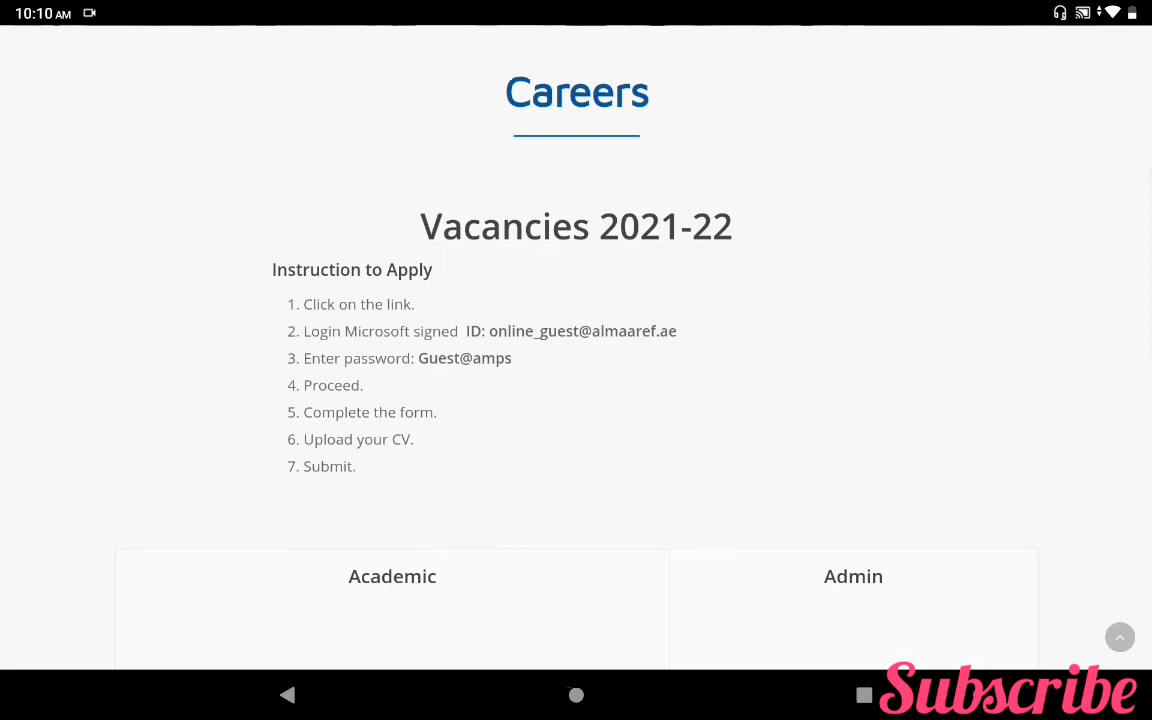 10:10 AM
Careers
Vacancies 2021-22
Instruction to Apply
1. Click on the link.
2. Login Microsoft signed ID: online_guest@almaaref.ae
3. Enter password: Guest@amps
4. Proceed.
5. Complete the form.
6. Upload your CV.
7. Submit.
Academic Admin
Subscribe